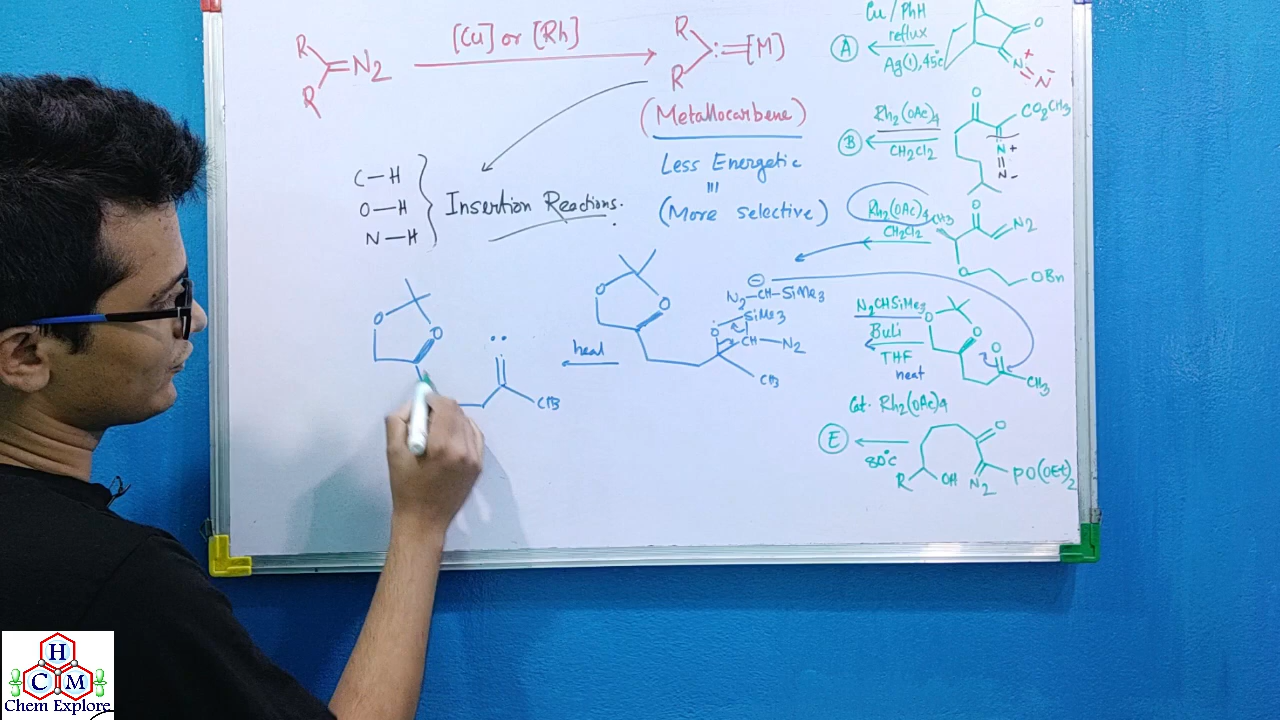 R
R
=N2
[Cu] or [Rh]
R
R
:=[M]
(Metallocarbene)
Less Energetic
(More selective)
C-H
O-H
N-H
Insertion Reactions.
A
Cu/PhH
reflux
Ag(I), 45°C
O
N+
N-
B
Rh2(OAc)4
CH2Cl2
O
CO2CH3
N+
N-
Rh2(OAc)4
CH2Cl2
CH3
O
N2
O
OBn
N2CHSiMe3
BuLi
THF
heat
O
O
O
CH3
O
O
N2-CH-SiMe3
O
SiMe3
CH-N2
CH3
heat
O
O
CH3
E
Cat. Rh2(OAc)4
80°C
O
R
OH
N2
PO(OEt)2
H
C
M
Chem Explore